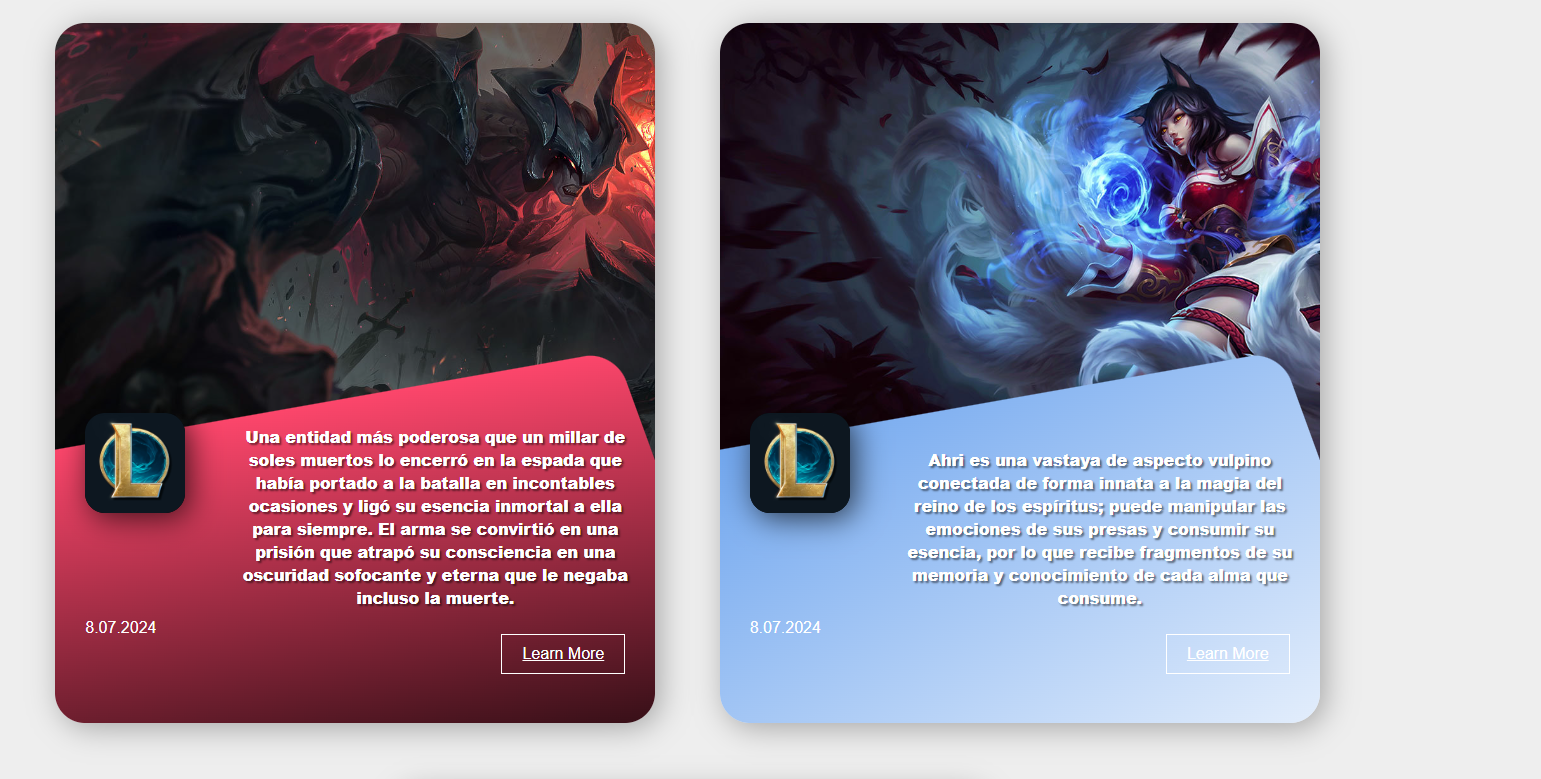 Una entidad más poderosa que un millar de
soles muertos lo encerró en la espada que
había portado a la batalla en incontables
ocasiones y ligó su esencia inmortal a ella
para siempre. El arma se convirtió en una
prisión que atrapó su consciencia en una
oscuridad sofocante y eterna que le negaba
incluso la muerte.
8.07.2024
Learn More
Ahri es una vastaya de aspecto vulpino
conectada de forma innata a la magia del
reino de los espíritus; puede manipular las
emociones de sus presas y consumir su
esencia, por lo que recibe fragmentos de su
memoria y conocimiento de cada alma que
consume.
8.07.2024
Learn More